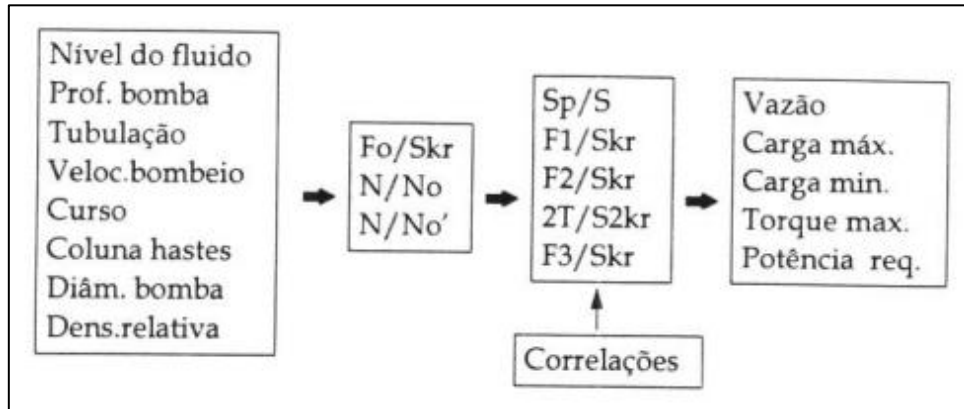 Nível do fluido
Prof. bomba
Tubulação
Veloc.bombeio
Curso
Coluna hastes
Diâm. bomba
Dens.relativa
Fo/Skr
N/No
N/No'
Sp/S
F1/Skr
F2/Skr
2T/S2kr
F3/Skr
Correlações
Vazão
Carga máx.
Carga min.
Torque max.
Potência req.